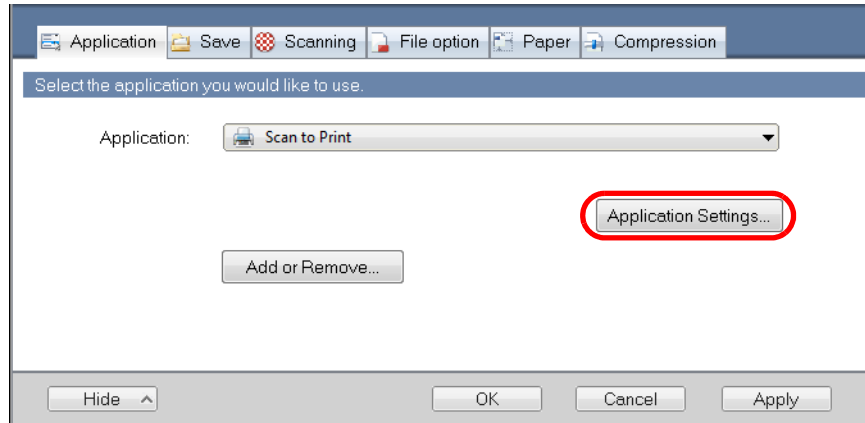 Application Save Scanning File option Paper Compression
Select the application you would like to use.
Application: Scan to Print
Application Settings...
Add or Remove...
Hide OK Cancel Apply